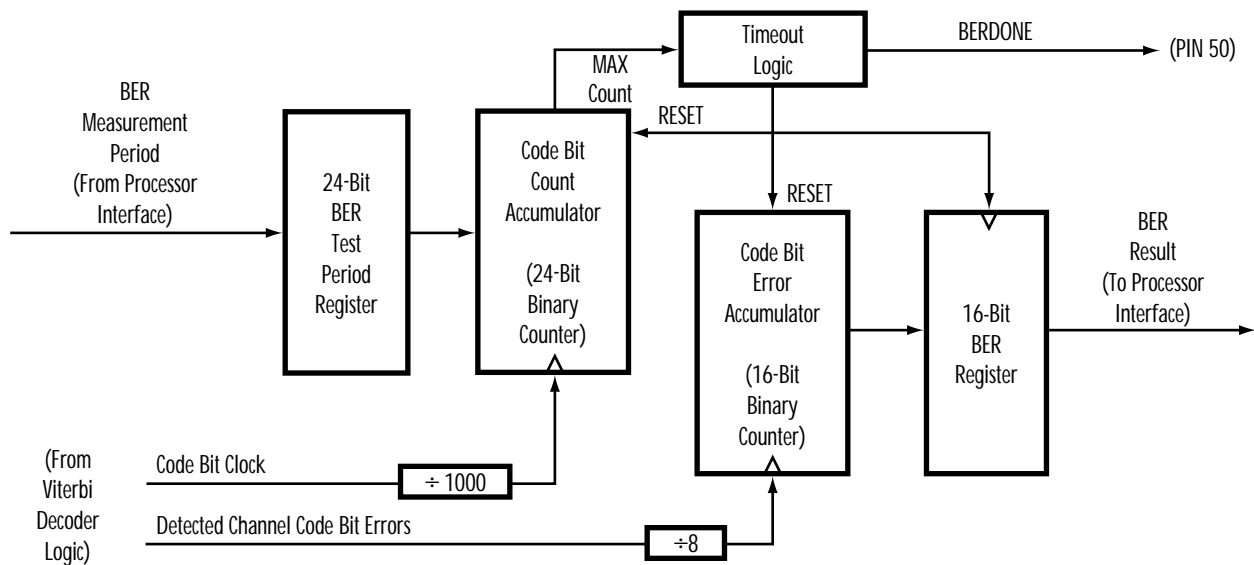 Timeout
Logic
BERDONE
(PIN 50)
MAX
Count
RESET
BER
Measurement
Period
(From Processor
Interface)
24-Bit
BER
Test
Period
Register
Code Bit
Count
Accumulator
(24-Bit
Binary
Counter)
RESET
Code Bit
Error
Accumulator
(16-Bit
Binary
Counter)
16-Bit
BER
Register
BER
Result
(To Processor
Interface)
(From
Viterbi
Decoder
Logic)
Code Bit Clock
÷ 1000
Detected Channel Code Bit Errors
÷8